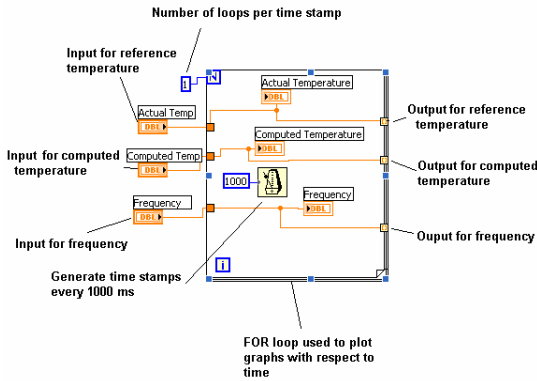 Number of loops per time stamp
Input for reference
temperature
1
N
Actual Temperature
DBL
Actual Temp
DBL
Output for reference
temperature
Computed Temperature
DBL
Input for computed
temperature
Computed Temp
DBL
Output for computed
temperature
1000
Frequency
DBL
Frequency
DBL
Ouput for frequency
Input for frequency
i
Generate time stamps
every 1000 ms
FOR loop used to plot
graphs with respect to
time